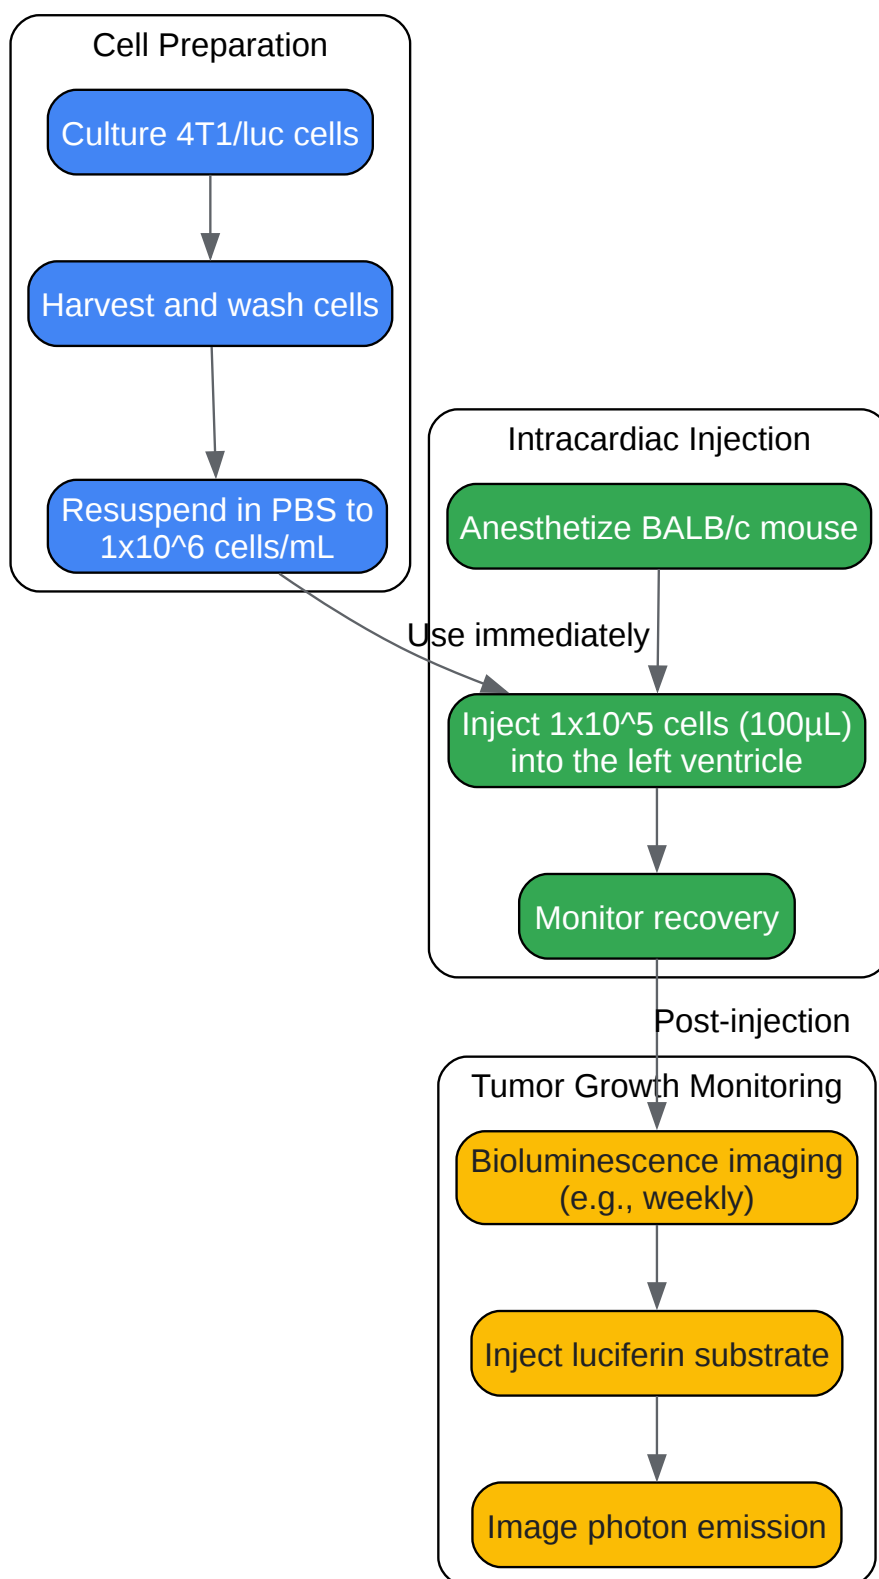 Cell Preparation
Culture 4T1/luc cells
Harvest and wash cells
Resuspend in PBS to
1x10^6 cells/mL
Intracardiac Injection
Anesthetize BALB/c mouse
Use immediately
Inject 1x10^5 cells (100µL)
into the left ventricle
Monitor recovery
Post-injection
Tumor Growth Monitoring
Bioluminescence imaging
(e.g., weekly)
Inject luciferin substrate
Image photon emission